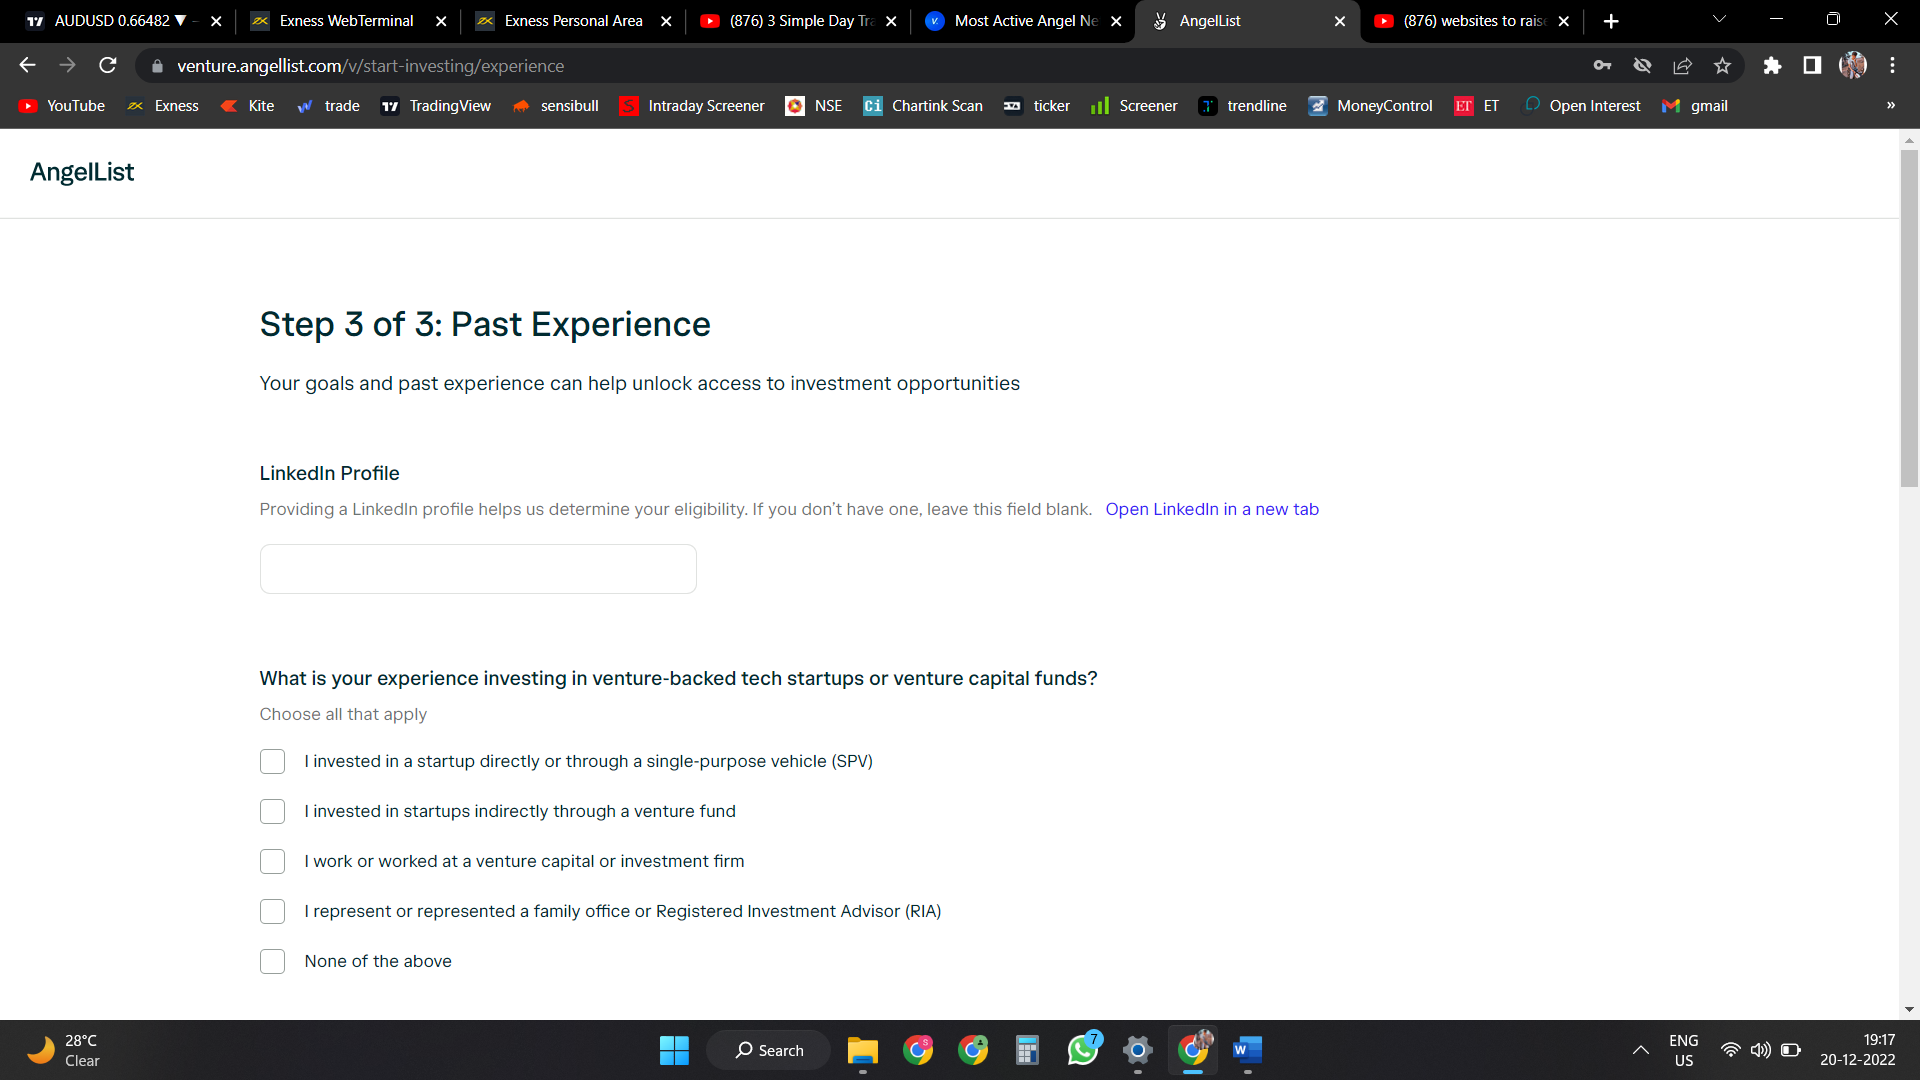 AUDUSD 0.66482 ▼ -
Exness WebTerminal
Exness Personal Area
(876) 3 Simple Day Tra
Most Active Angel Ne
AngelList
(876) websites to raise
venture.angellist.com/v/start-investing/experience
YouTube
Exness
Kite
trade
TradingView
sensibull
Intraday Screener
NSE
Chartink Scan
ticker
Screener
trendline
MoneyControl
ET
Open Interest
gmail
»
AngelList
Step 3 of 3: Past Experience
Your goals and past experience can help unlock access to investment opportunities
LinkedIn Profile
Providing a LinkedIn profile helps us determine your eligibility. If you don't have one, leave this field blank. Open LinkedIn in a new tab
What is your experience investing in venture-backed tech startups or venture capital funds?
Choose all that apply
I invested in a startup directly or through a single-purpose vehicle (SPV)
I invested in startups indirectly through a venture fund
I work or worked at a venture capital or investment firm
I represent or represented a family office or Registered Investment Advisor (RIA)
None of the above
28°C
Clear
Search
7
ENG
US
19:17
20-12-2022